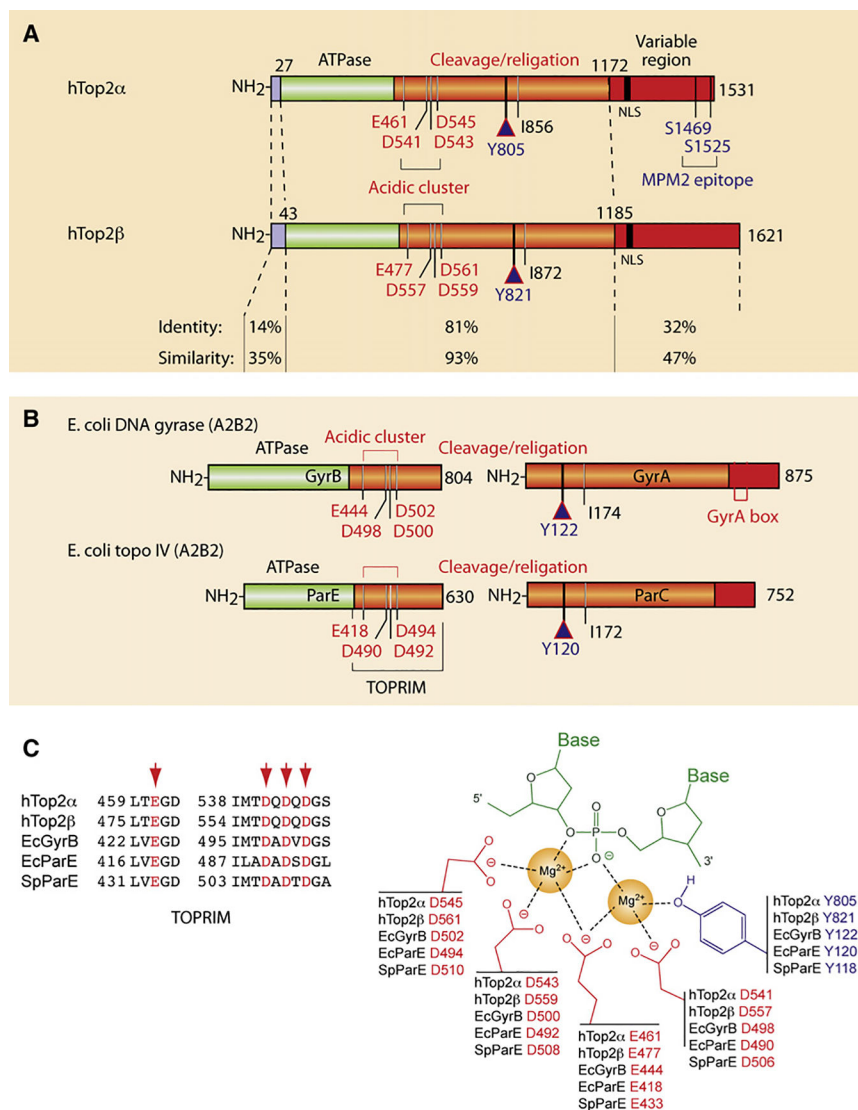 A
27
ATPase
Cleavage/religation
1172
Variable
region
hTop2α
NH2-
1531
NLS
E461
D545
D541
D543
Y805
I856
S1469
S1525
MPM2 epitope
Acidic cluster
43
1185
hTop2β
NH2-
1621
NLS
E477
D561
D557
D559
Y821
I872
Identity:
14%
81%
32%
Similarity:
35%
93%
47%
B
E. coli DNA gyrase (A2B2)
ATPase
Acidic cluster
Cleavage/religation
NH2-
GyrB
804
NH2-
GyrA
875
E444
D502
D498
D500
Y122
I174
GyrA box
E. coli topo IV (A2B2)
ATPase
Cleavage/religation
NH2-
ParE
630
NH2-
ParC
752
E418
D494
D490
D492
Y120
I172
TOPRIM
C
hTop2α 459 LTEGD 538 IMTDQDQDGS
hTop2β 475 LTEGD 554 IMTDQDQDGS
EcGyrB 422 LVEGD 495 IMTDADVDGS
EcParE 416 LVEGD 487 ILADADSDGL
SpParE 431 LVEGD 503 IMTDADTDGA
TOPRIM
Base
Base
5'
O
O
O
P
O
O
O
3'
Mg2+
Mg2+
H
O
O
O
O
O
O
O
O
O
hTop2α D545
hTop2β D561
EcGyrB D502
EcParE D494
SpParE D510
hTop2α D543
hTop2β D559
EcGyrB D500
EcParE D492
SpParE D508
hTop2α E461
hTop2β E477
EcGyrB E444
EcParE E418
SpParE E433
hTop2α D541
hTop2β D557
EcGyrB D498
EcParE D490
SpParE D506
hTop2α Y805
hTop2β Y821
EcGyrB Y122
EcParE Y120
SpParE Y118